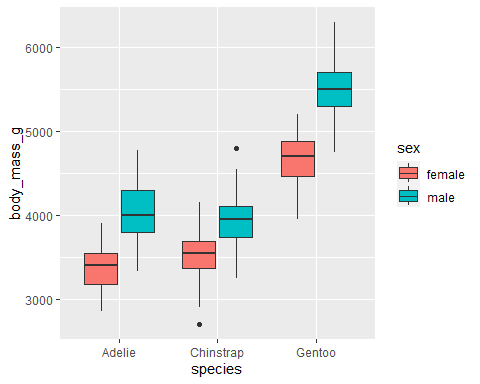 6000
5000
4000
3000
body_mass_g
Adelie
Chinstrap
Gentoo
species
sex
female
male